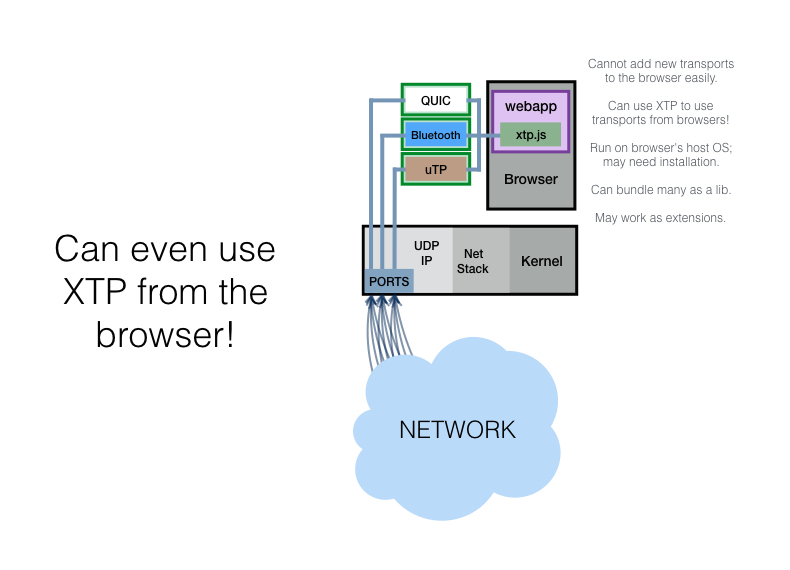 Can even use
XTP from the
browser!
QUIC
Bluetooth
uTP
webapp
xtp.js
Browser
UDP
IP
Net
Stack
Kernel
PORTS
NETWORK
Cannot add new transports
to the browser easily.
Can use XTP to use
transports from browsers!
Run on browser's host OS;
may need installation.
Can bundle many as a lib.
May work as extensions.